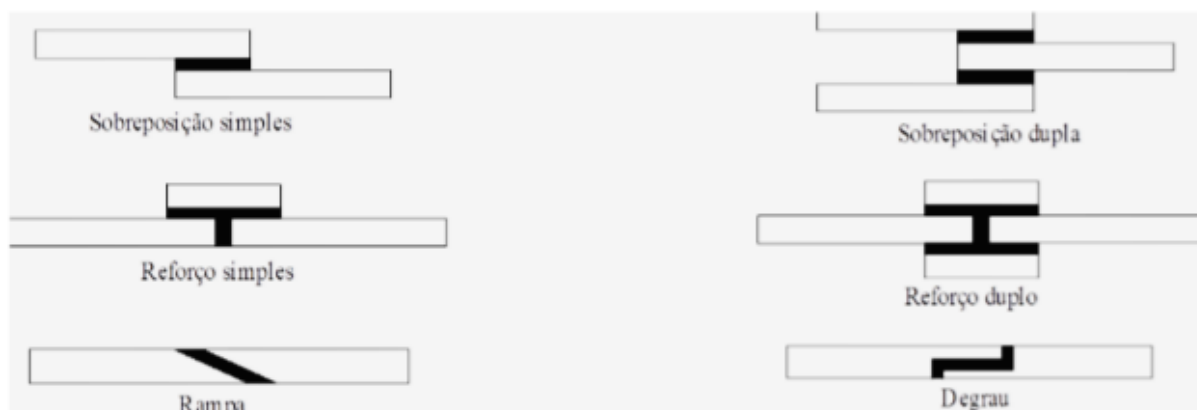 Sobreposição simples
Sobreposição dupla
Reforço simples
Reforço duplo
Rampa
Degrau